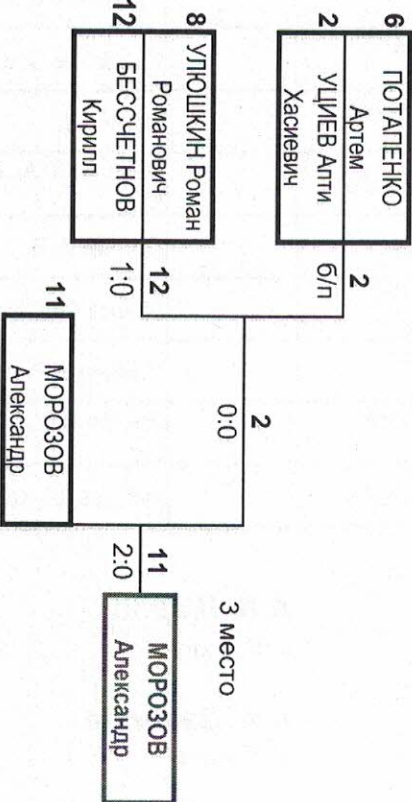 6
ПОТАПЕНКО
Артем
2
УЦИЕВ Апти
Хасиевич
2
б/п
8
УЛЮШКИН Роман
Романович
12
БЕССЧЕТНОВ
Кирилл
12
1:0
2
0:0
11
МОРОЗОВ
Александр
11
2:0
3 место
МОРОЗОВ
Александр